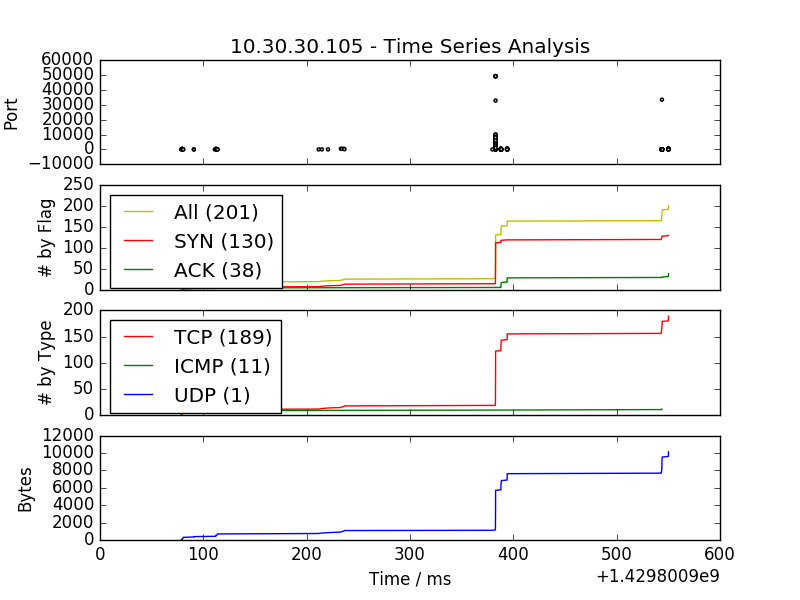 10.30.30.105 - Time Series Analysis
Port
60000
50000
40000
30000
20000
10000
0
−10000
# by Flag
250
200
150
100
50
0
All (201)
SYN (130)
ACK (38)
# by Type
200
150
100
50
0
TCP (189)
ICMP (11)
UDP (1)
Bytes
12000
10000
8000
6000
4000
2000
0
0 100 200 300 400 500 600
Time / ms
+1.4298009e9